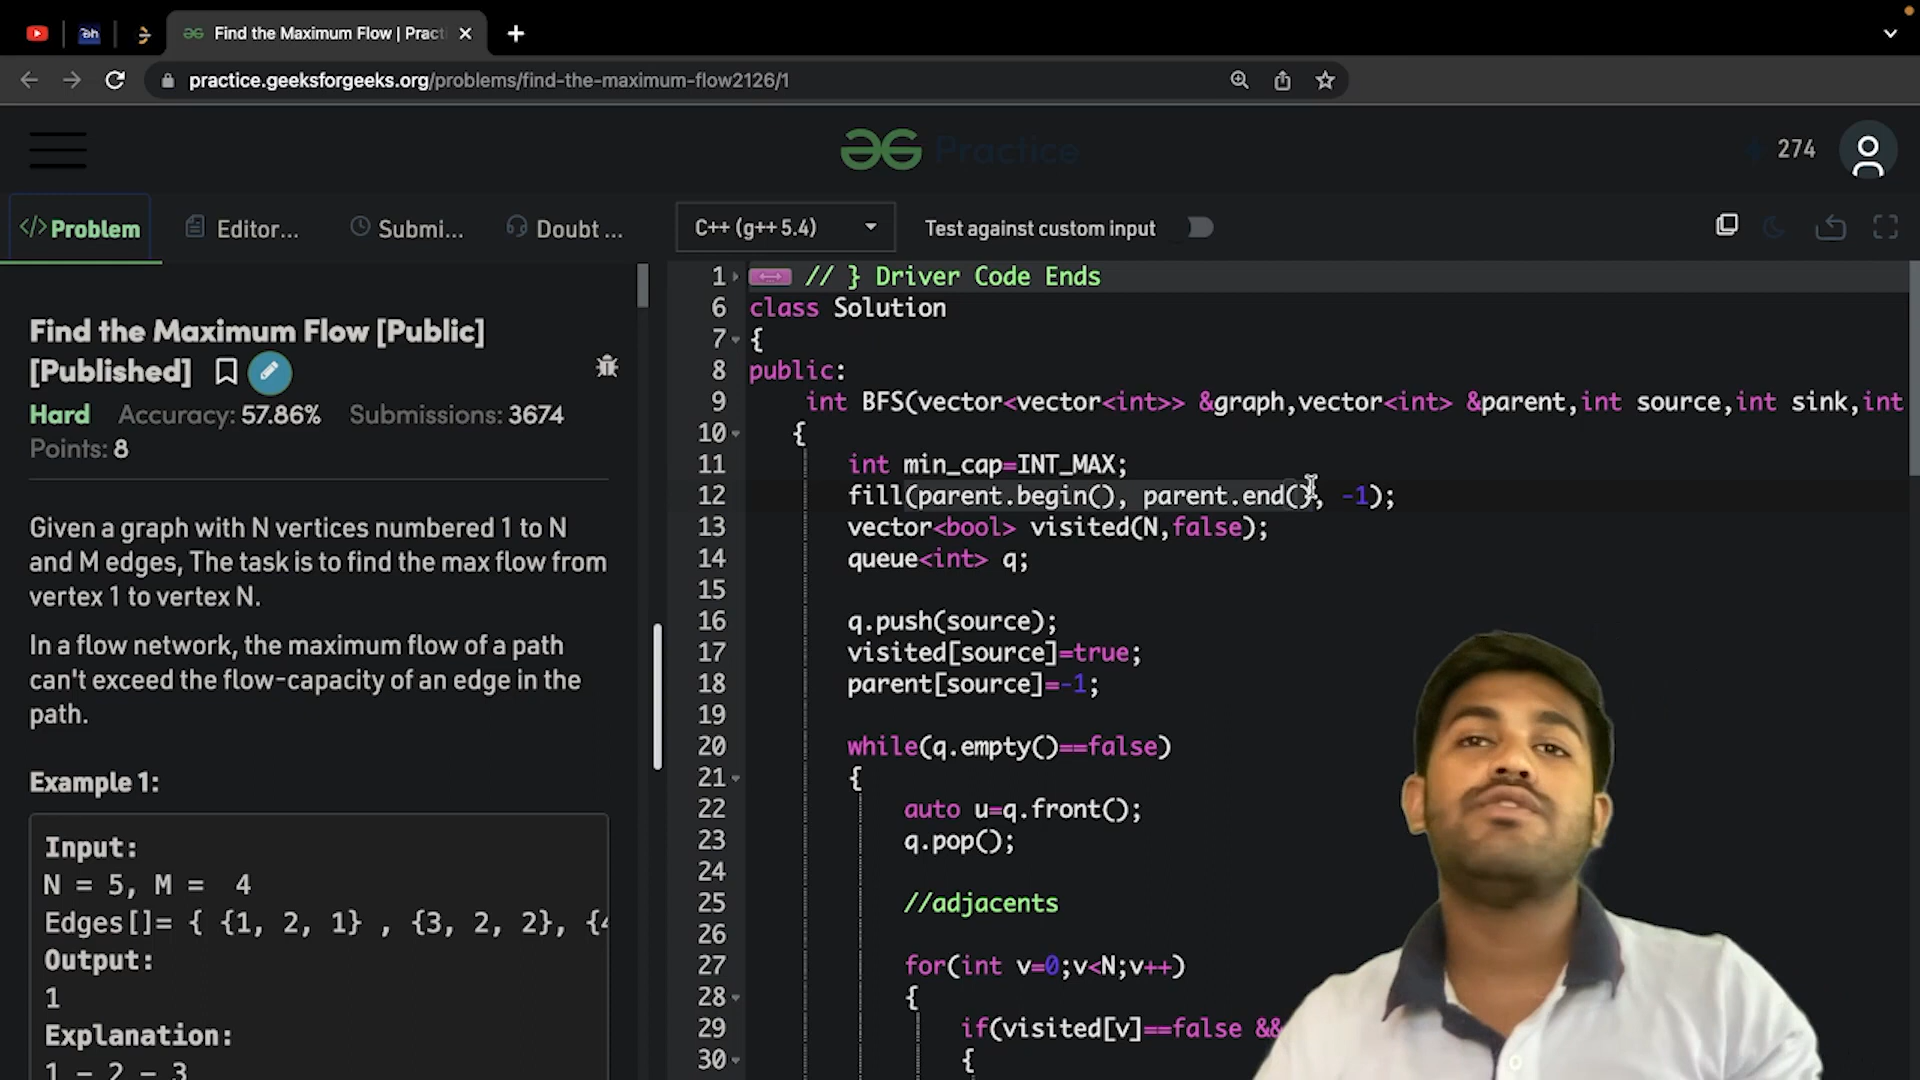 Find the Maximum Flow | Practi
practice.geeksforgeeks.org/problems/find-the-maximum-flow2126/1
Practice
274
</>Problem
Editor...
Submi...
Doubt ...
C++ (g++ 5.4)
Test against custom input
Find the Maximum Flow [Public]
[Published]
Hard Accuracy: 57.86% Submissions: 3674
Points: 8
Given a graph with N vertices numbered 1 to N
and M edges, The task is to find the max flow from
vertex 1 to vertex N.
In a flow network, the maximum flow of a path
can't exceed the flow-capacity of an edge in the
path.
Example 1:
Input:
N = 5, M =  4
Edges[]= { {1, 2, 1} , {3, 2, 2}, {4
Output:
1
Explanation:
1 – 2 – 3
1 // } Driver Code Ends
6 class Solution
7 {
8 public:
9 int BFS(vector<vector<int>> &graph,vector<int> &parent,int source,int sink,int
10 {
11 int min_cap=INT_MAX;
12 fill(parent.begin(), parent.end(), -1);
13 vector<bool> visited(N,false);
14 queue<int> q;
15
16 q.push(source);
17 visited[source]=true;
18 parent[source]=-1;
19
20 while(q.empty()==false)
21 {
22 auto u=q.front();
23 q.pop();
24
25 //adjacents
26
27 for(int v=0;v<N;v++)
28 {
29 if(visited[v]==false &&
30 {